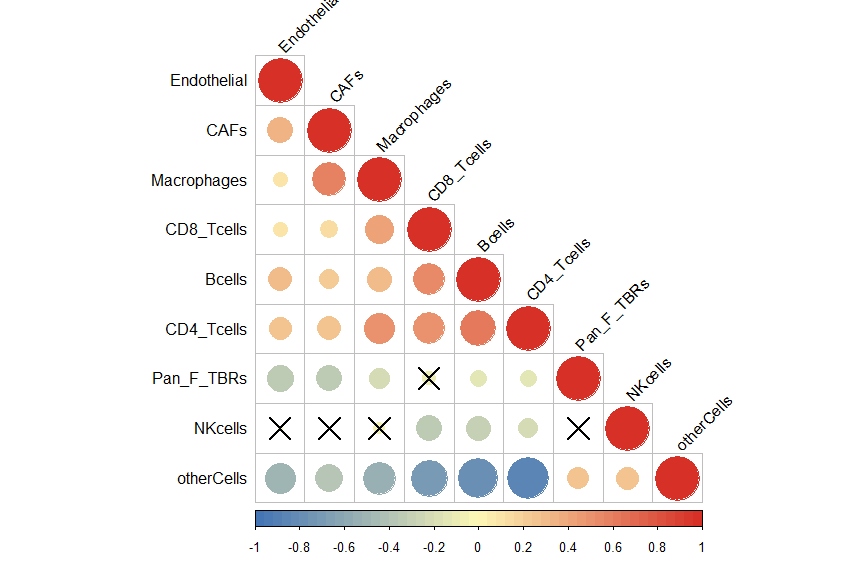 Endothelia
CAFs
Macrophages
CD8_Tcells
Bcells
CD4_Tcells
Pan_F_TBRs
NKcells
otherCells
Endothelial
CAFs
Macrophages
CD8_Tcells
Bcells
CD4_Tcells
Pan_F_TBRs
NKcells
otherCells
-1 -0.8 -0.6 -0.4 -0.2 0 0.2 0.4 0.6 0.8 1